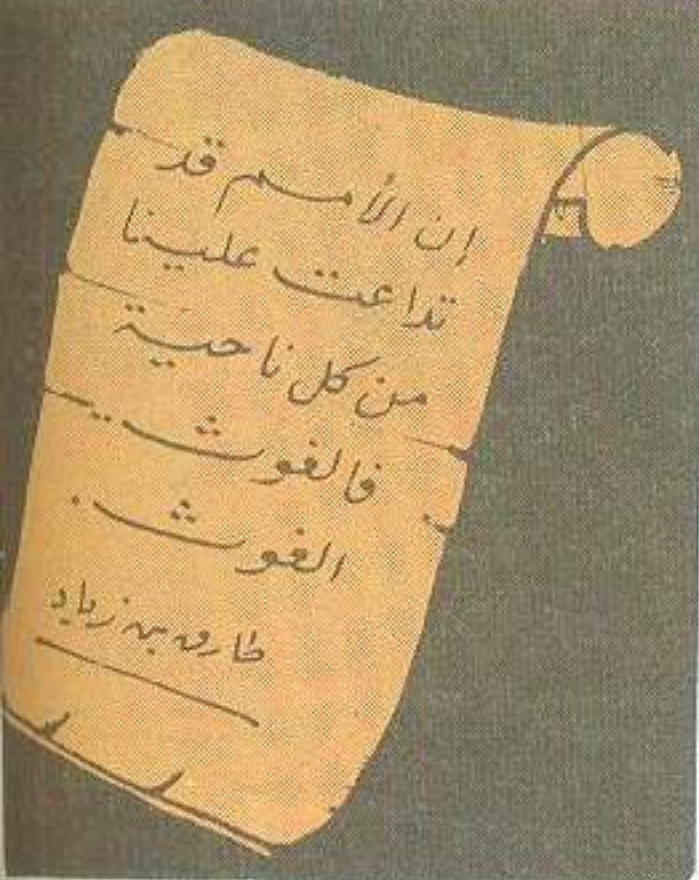 إن الأمم قد
تداعت علينا
من كل ناحية
فالغوث..
الغوث.
طارق بن زياد